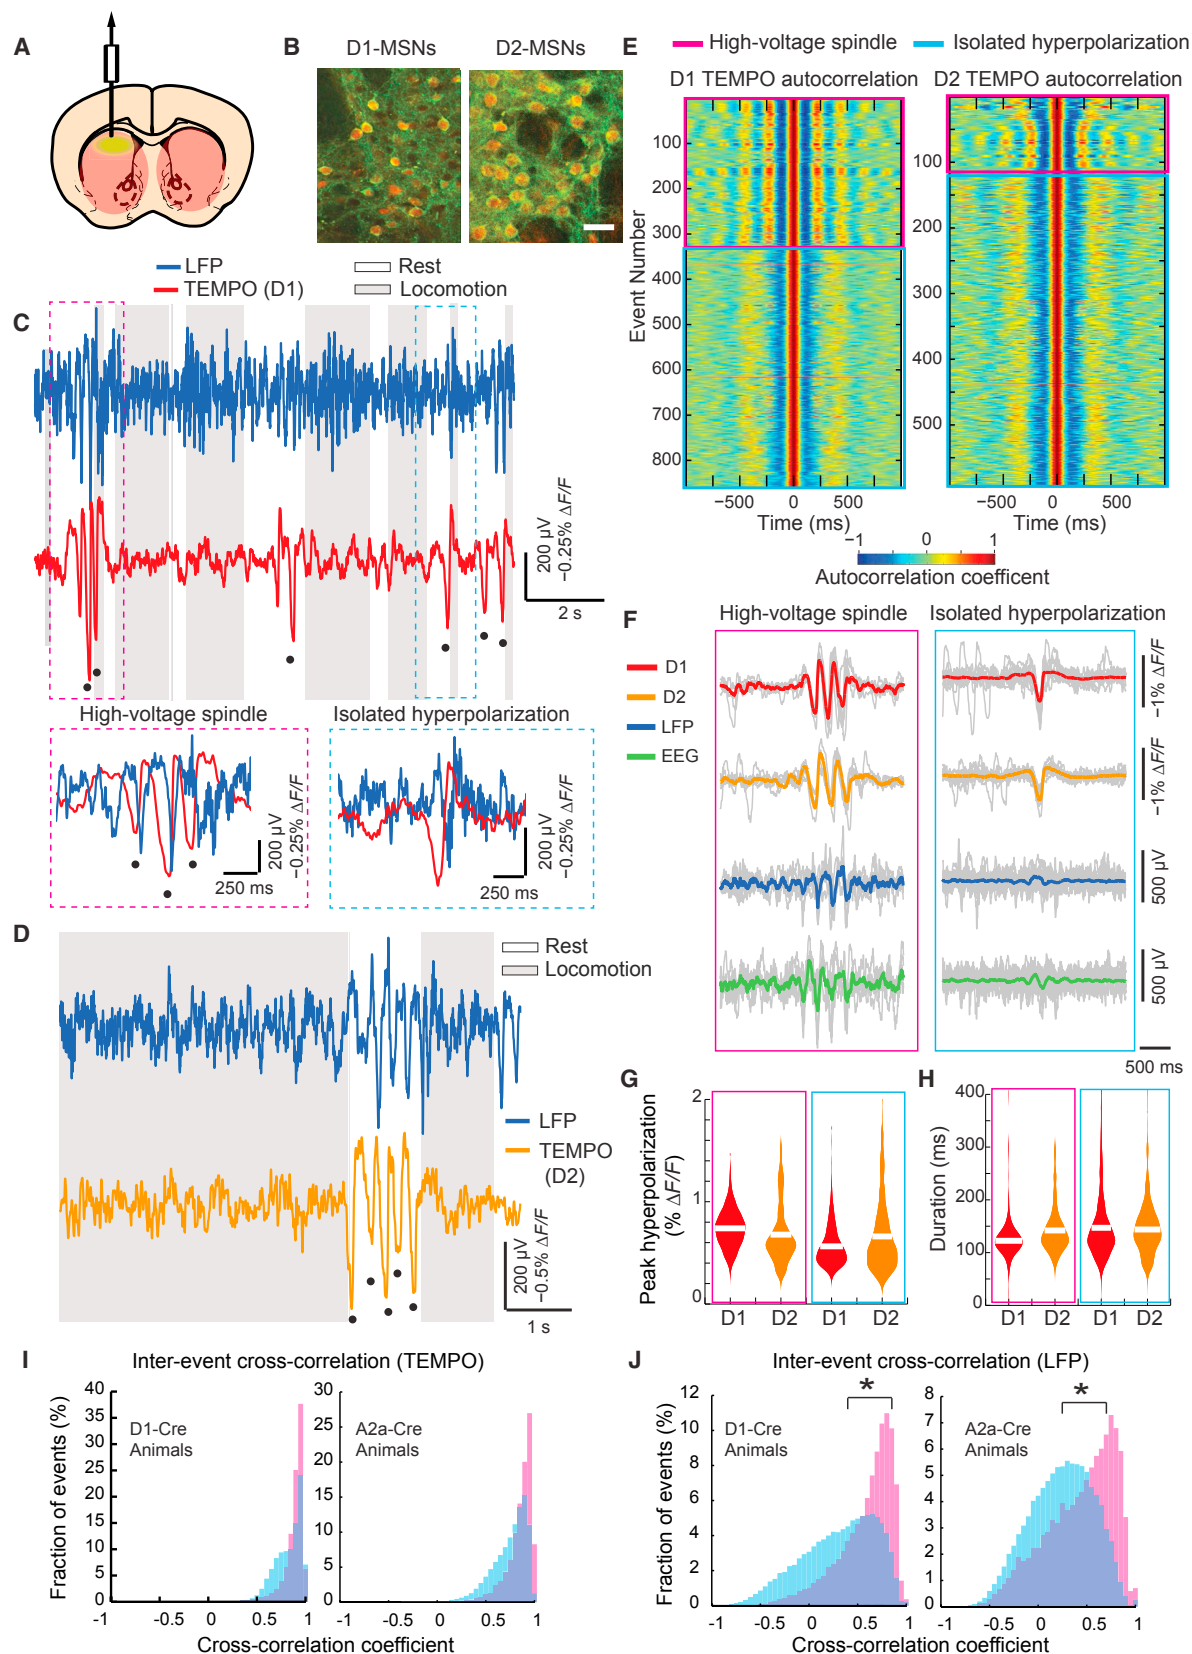 A
B
D1-MSNs
D2-MSNs
E
High-voltage spindle
Isolated hyperpolarization
D1 TEMPO autocorrelation
D2 TEMPO autocorrelation
Event Number
100
200
300
400
500
600
700
800
100
200
300
400
500
−500
0
500
Time (ms)
−500
0
500
Time (ms)
−1
0
1
Autocorrelation coefficent
LFP
TEMPO (D1)
Rest
Locomotion
C
200 µV
−0.25% ΔF/F
2 s
High-voltage spindle
Isolated hyperpolarization
200 µV
−0.25% ΔF/F
250 ms
200 µV
−0.25% ΔF/F
250 ms
D
Rest
Locomotion
LFP
TEMPO
(D2)
200 µV
−0.5% ΔF/F
1 s
F
High-voltage spindle
Isolated hyperpolarization
D1
D2
LFP
EEG
−1% ΔF/F
−1% ΔF/F
500 µV
500 µV
500 ms
G
Peak hyperpolarization
(% ΔF/F)
2
1
0
D1
D2
D1
D2
H
Duration (ms)
400
300
200
100
0
D1
D2
D1
D2
I
Inter-event cross-correlation (TEMPO)
Fraction of events (%)
40
35
30
25
20
15
10
5
0
D1-Cre
Animals
-1
-0.5
0
0.5
1
30
25
20
15
10
5
0
A2a-Cre
Animals
-1
-0.5
0
0.5
1
Cross-correlation coefficient
J
Inter-event cross-correlation (LFP)
Fraction of events (%)
12
10
8
6
4
2
0
D1-Cre
Animals
*
-1
-0.5
0
0.5
1
8
7
6
5
4
3
2
1
0
A2a-Cre
Animals
*
-1
-0.5
0
0.5
1
Cross-correlation coefficient